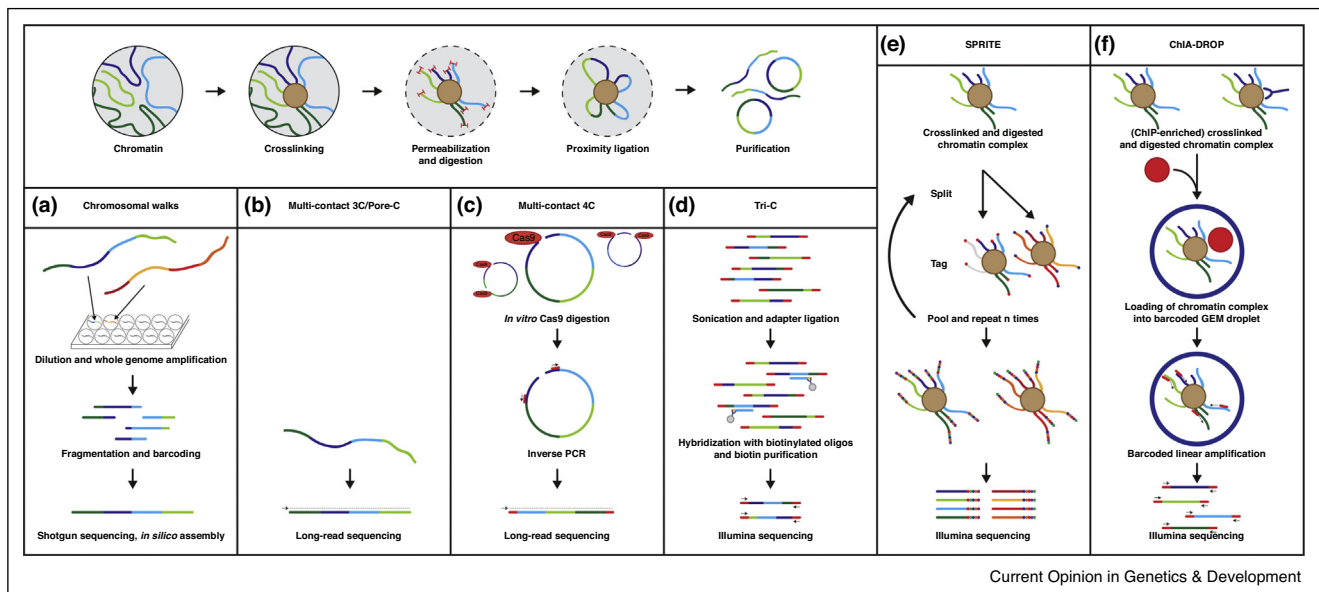 Chromatin
Crosslinking
Permeabilization
and digestion
Proximity ligation
Purification
(a)
Chromosomal walks
Dilution and whole genome amplification
Fragmentation and barcoding
Shotgun sequencing, in silico assembly
(b)
Multi-contact 3C/Pore-C
Long-read sequencing
(c)
Multi-contact 4C
Cas9
Cas9
Cas9
Cas9
Cas9
In vitro Cas9 digestion
Inverse PCR
Long-read sequencing
(d)
Tri-C
Sonication and adapter ligation
Hybridization with biotinylated oligos
and biotin purification
Illumina sequencing
(e)
SPRITE
Crosslinked and digested
chromatin complex
Split
Tag
Pool and repeat n times
Illumina sequencing
(f)
ChIA-DROP
(ChIP-enriched) crosslinked
and digested chromatin complex
Loading of chromatin complex
into barcoded GEM droplet
Barcoded linear amplification
Illumina sequencing
Current Opinion in Genetics & Development